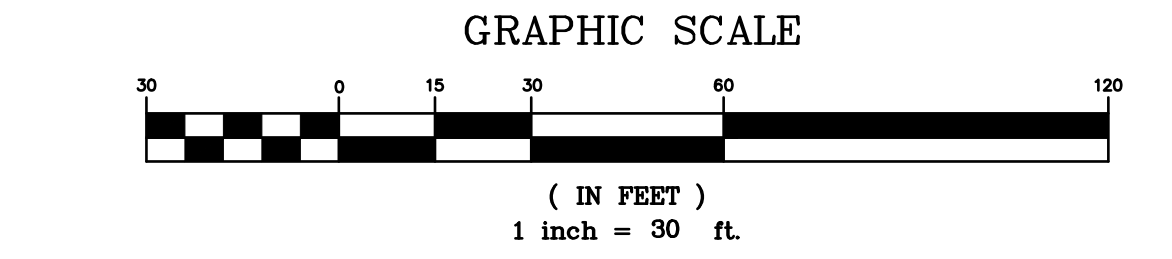 GRAPHIC SCALE
30 0 15 30 60 120
( IN FEET )
1 inch = 30 ft.